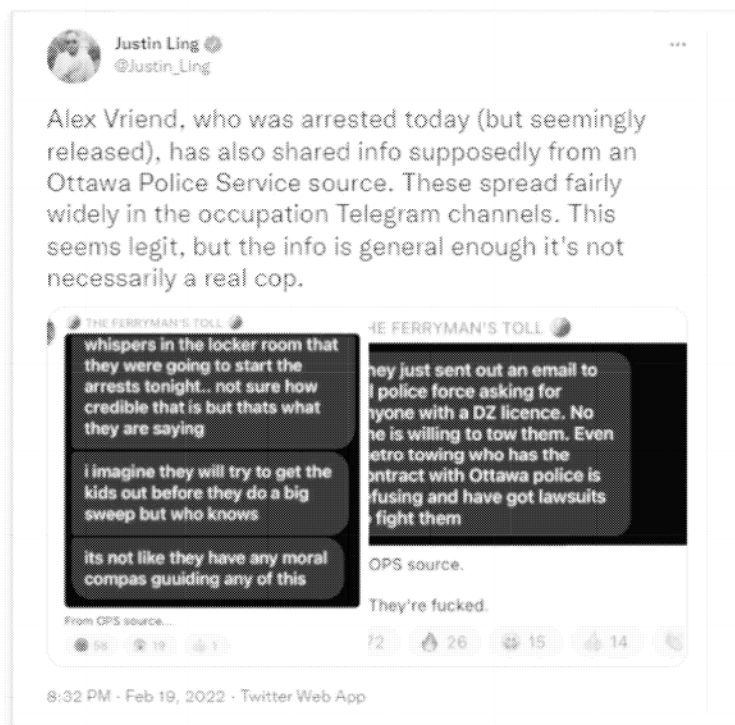 Justin Ling
@Justin_Ling
Alex Vriend, who was arrested today (but seemingly
released), has also shared info supposedly from an
Ottawa Police Service source. These spread fairly
widely in the occupation Telegram channels. This
seems legit, but the info is general enough it's not
necessarily a real cop.
THE FERRYMAN'S TOLL
whispers in the locker room that
they were going to start the
arrests tonight.. not sure how
credible that is but thats what
they are saying
i imagine they will try to get the
kids out before they do a big
sweep but who knows
its not like they have any moral
compas guuiding any of this
From OPS source...
58 19 1
HE FERRYMAN'S TOLL
hey just sent out an email to
l police force asking for
nyone with a DZ licence. No
ne is willing to tow them. Even
etro towing who has the
ontract with Ottawa police is
efusing and have got lawsuits
fight them
OPS source.
They're fucked.
72 26 15 14
8:32 PM · Feb 19, 2022 · Twitter Web App